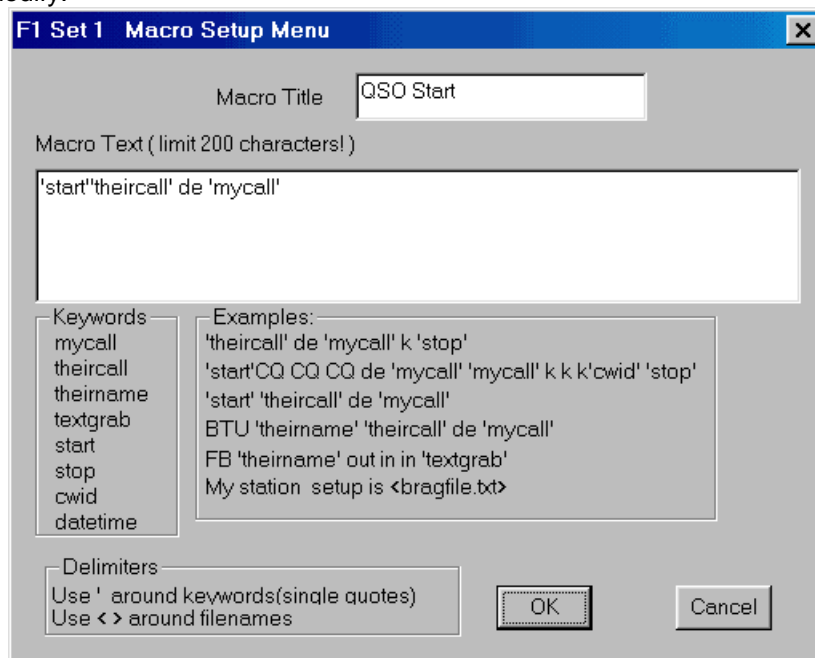 F1 Set 1 Macro Setup Menu
Macro Title QSO Start
Macro Text ( limit 200 characters! )
'start''theircall' de 'mycall'
Keywords
mycall
theircall
theirname
textgrab
start
stop
cwid
datetime
Examples:
'theircall' de 'mycall' k 'stop'
'start'CQ CQ CQ de 'mycall' 'mycall' k k k'cwid' 'stop'
'start' 'theircall' de 'mycall'
BTU 'theirname' 'theircall' de 'mycall'
FB 'theirname' out in in 'textgrab'
My station setup is <bragfile.txt>
Delimiters
Use ' around keywords(single quotes)
Use < > around filenames
OK
Cancel